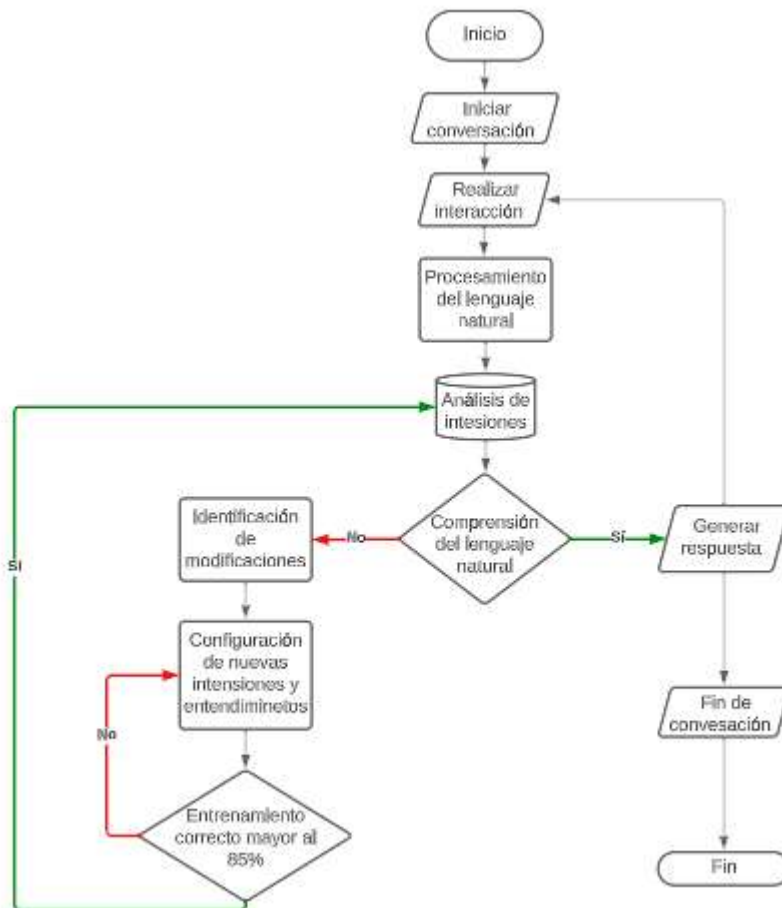 Inicio
Iniciar
conversación
Realizar
interacción
Procesamiento
del lenguaje
natural
Análisis de
intesiones
Comprensión
del lenguaje
natural
No
Sí
Identificación
de
modificaciones
Generar
respuesta
Sí
Configuración
de nuevas
intensiones y
entendiminetos
No
Fin de
convesación
Entrenamiento
correcto mayor al
85%
Fin